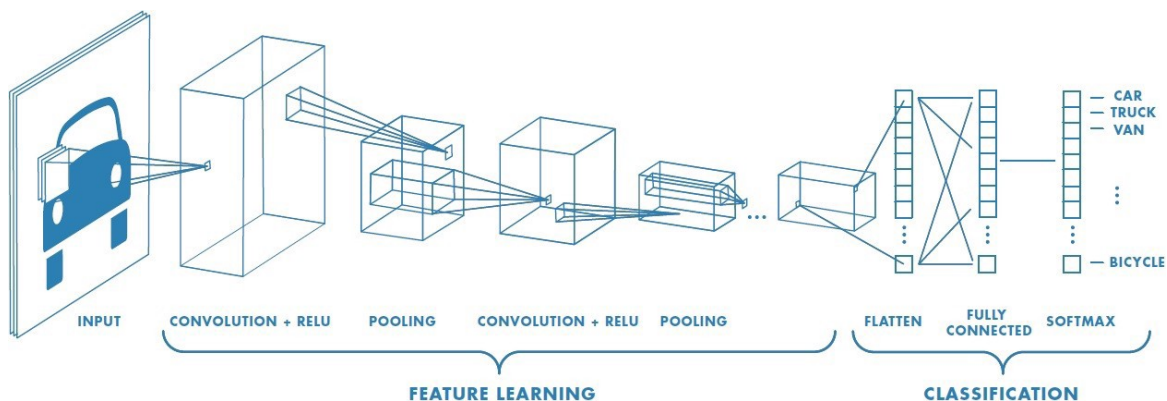 CAR
TRUCK
VAN
BICYCLE
INPUT
CONVOLUTION + RELU
POOLING
CONVOLUTION + RELU
POOLING
FLATTEN
FULLY
CONNECTED
SOFTMAX
FEATURE LEARNING
CLASSIFICATION